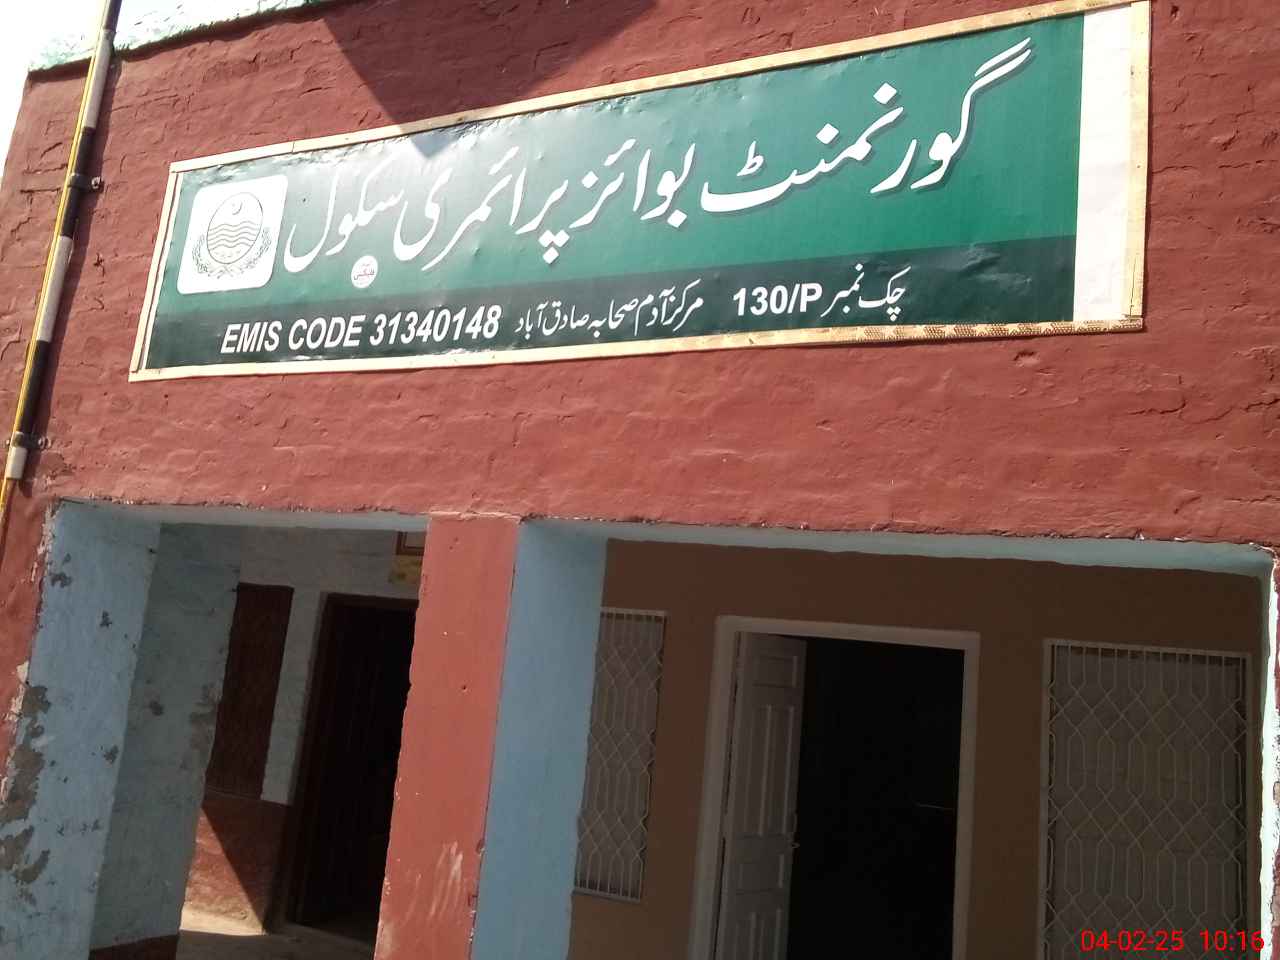 گورنمنٹ بوائز پرائمری سکول
چک نمبر 130/P مرکز آدم صحابہ صادق آباد EMIS CODE 31340148
04-02-25 10:16